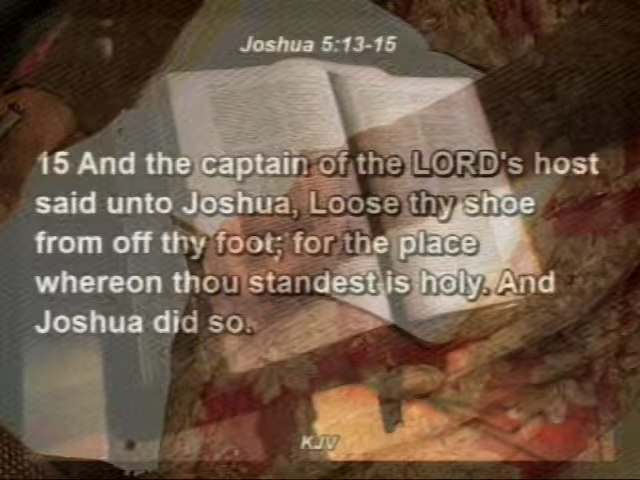 Joshua 5:13-15
15 And the captain of the LORD's host
said unto Joshua, Loose thy shoe
from off thy foot; for the place
whereon thou standest is holy. And
Joshua did so.
KJV